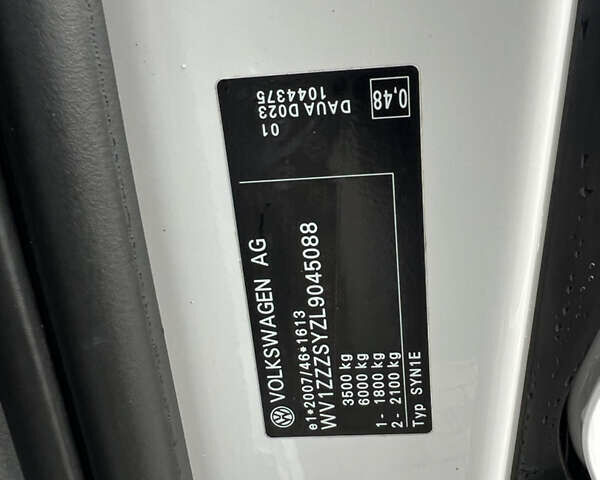 VOLKSWAGEN AG
e1*2007/46*1613
WV1ZZZSYZL9045088
3500 kg
6000 kg
1- 1800 kg
2- 2100 kg
Typ SYN1E
01
DAUA D023
1044375
0,48